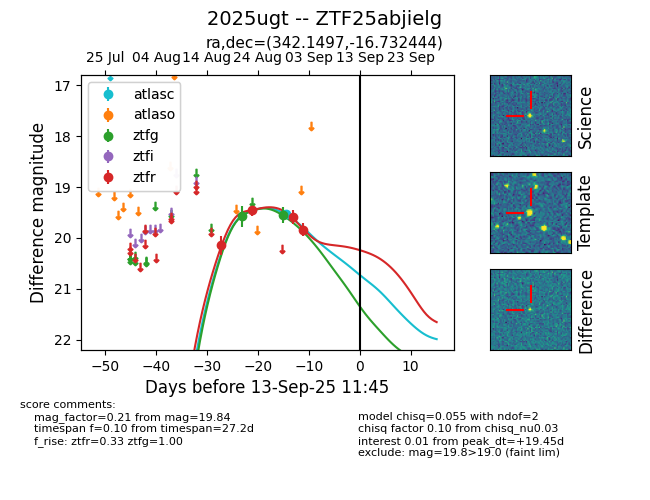 2025ugt -- ZTF25abjielg
ra,dec=(342.1497,-16.732444)
25 Jul 04 Aug 14 Aug 24 Aug 03 Sep 13 Sep 23 Sep
17
18
19
20
21
22
Difference magnitude
atlasc
atlaso
ztfg
ztfi
ztfr
−50 −40 −30 −20 −10 0 10
Days before 13-Sep-25 11:45
Science
Template
Difference
score comments:
mag_factor=0.21 from mag=19.84
timespan f=0.10 from timespan=27.2d
f_rise: ztfr=0.33 ztfg=1.00
model chisq=0.055 with ndof=2
chisq factor 0.10 from chisq_nu0.03
interest 0.01 from peak_dt=+19.45d
exclude: mag=19.8>19.0 (faint lim)